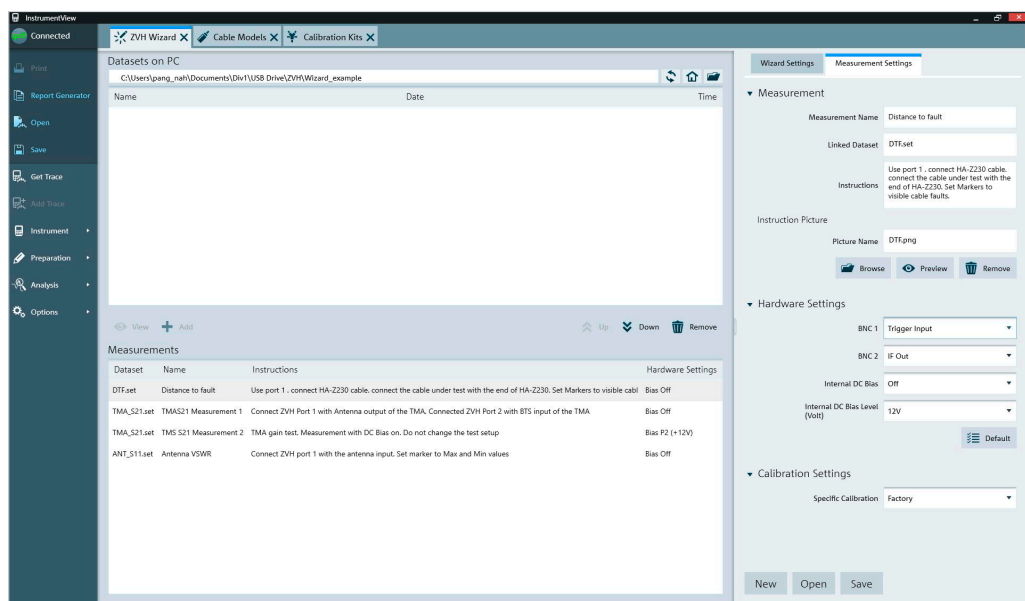 InstrumentView
Connected
Print
Report Generator
Open
Save
Get Trace
Add Trace
Instrument
Preparation
Analysis
Options
ZVH Wizard
Cable Models
Calibration Kits
Datasets on PC
C:\Users\pang_nah\Documents\Div1\USB Drive\ZVH\Wizard_example
Name Date Time
View Add Up Down Remove
Measurements
Dataset Name Instructions Hardware Settings
DTF.set Distance to fault Use port 1 . connect HA-Z230 cable. connect the cable under test with the end of HA-Z230. Set Markers to visible cabl Bias Off
TMA_S21.set TMAS21 Measurement 1 Connect ZVH Port 1 with Antenna output of the TMA. Connected ZVH Port 2 with BTS input of the TMA Bias Off
TMA_S21.set TMS S21 Measurement 2 TMA gain test. Measurement with DC Bias on. Do not change the test setup Bias P2 (+12V)
ANT_S11.set Antenna VSWR Connect ZVH port 1 with the antenna input. Set marker to Max and Min values Bias Off
Wizard Settings Measurement Settings
Measurement
Measurement Name Distance to fault
Linked Dataset DTF.set
Instructions
Use port 1 . connect HA-Z230 cable.
connect the cable under test with the
end of HA-Z230. Set Markers to
visible cable faults.
Instruction Picture
Picture Name DTF.png
Browse Preview Remove
Hardware Settings
BNC 1 Trigger Input
BNC 2 IF Out
Internal DC Bias Off
Internal DC Bias Level
(Volt)
12V
Default
Calibration Settings
Specific Calibration Factory
New Open Save